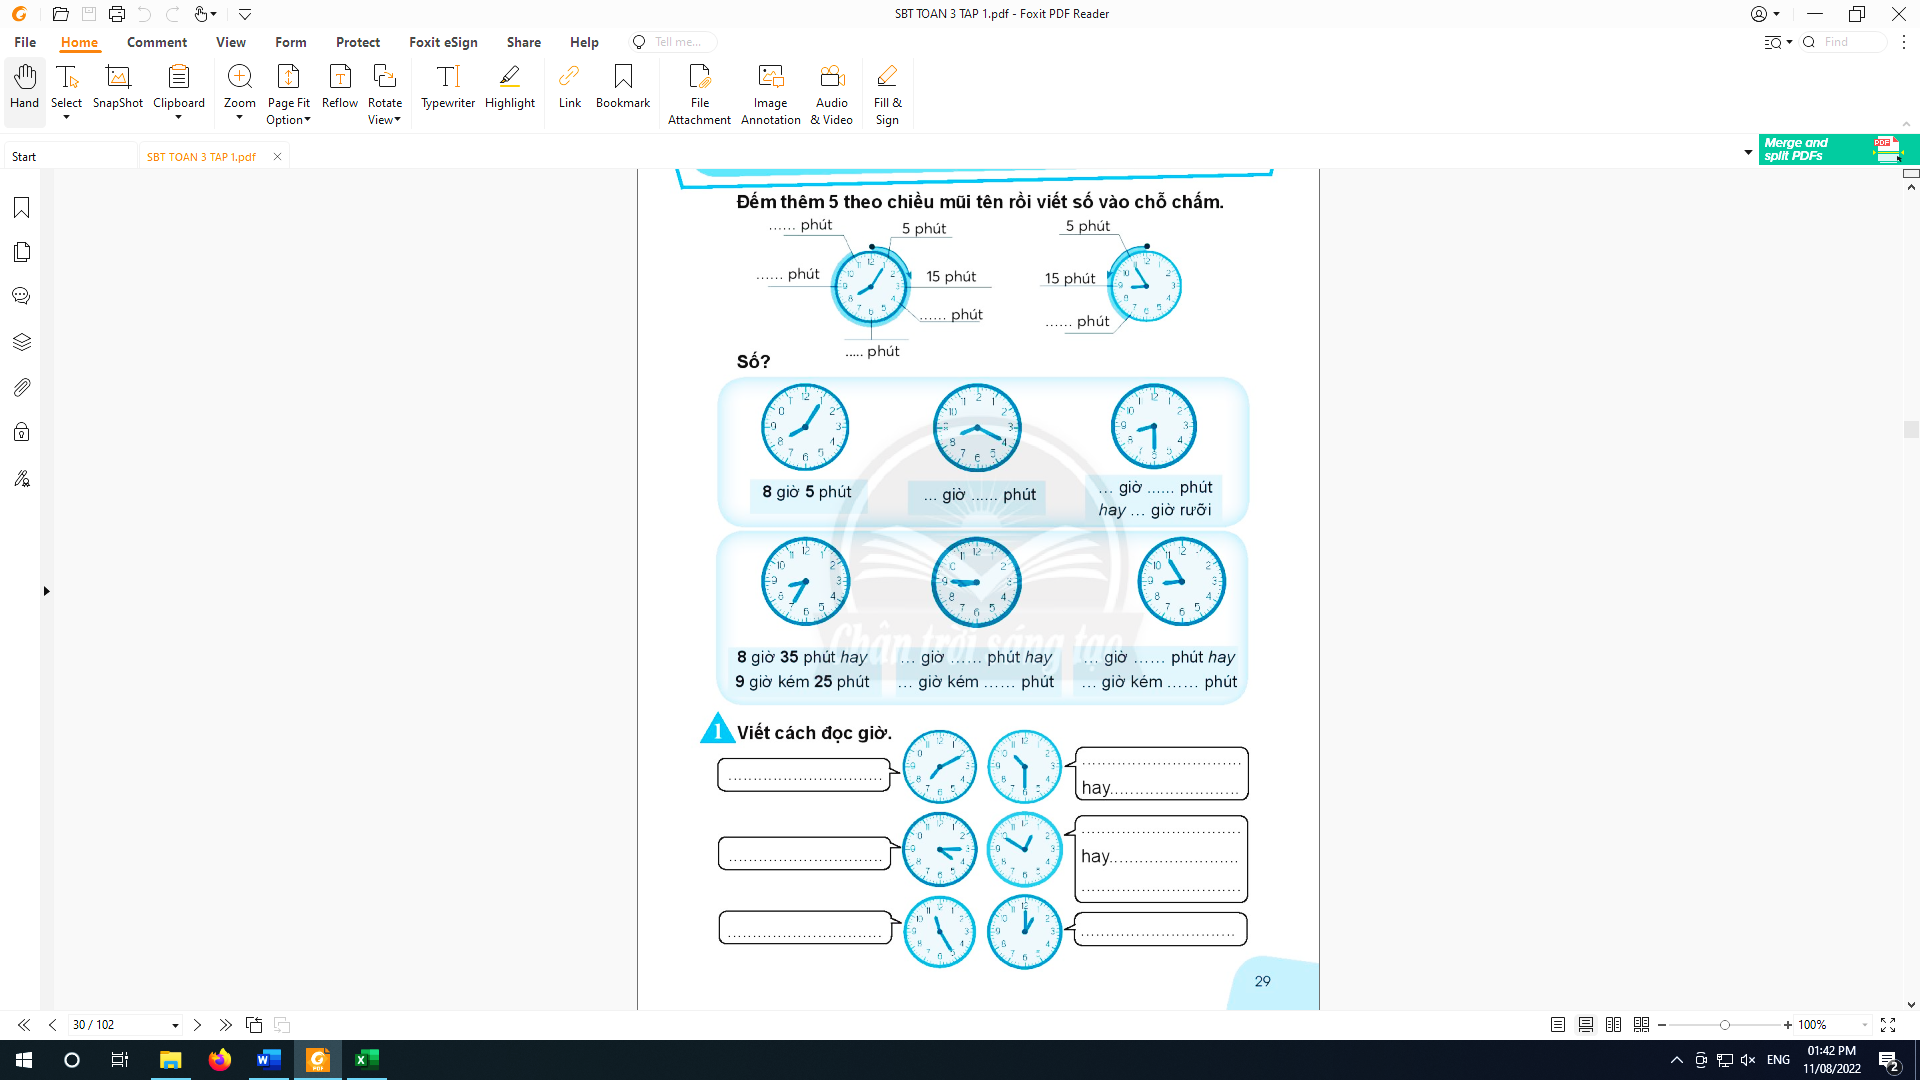 SBT TOAN 3 TAP 1.pdf - Foxit PDF Reader
File Home Comment View Form Protect Foxit eSign Share Help Tell me... Find
Hand Select SnapShot Clipboard Zoom Page Fit Option Reflow Rotate View Typewriter Highlight Link Bookmark File Attachment Image Annotation Audio & Video Fill & Sign
Start SBT TOAN 3 TAP 1.pdf
Merge and
split PDFs
PDF
Đếm thêm 5 theo chiều mũi tên rồi viết số vào chỗ chấm.
...... phút 5 phút 5 phút
...... phút 15 phút 15 phút
...... phút ...... phút
..... phút
Số?
8 giờ 5 phút
... giờ ...... phút
... giờ ...... phút
hay ... giờ rưỡi
Chân trời sáng tạo
8 giờ 35 phút hay
9 giờ kém 25 phút
... giờ ...... phút hay
... giờ kém ...... phút
... giờ ...... phút hay
... giờ kém ...... phút
1 Viết cách đọc giờ.
hay..........................
hay..........................
29
30 / 102
100%
ENG
01:42 PM
11/08/2022
2